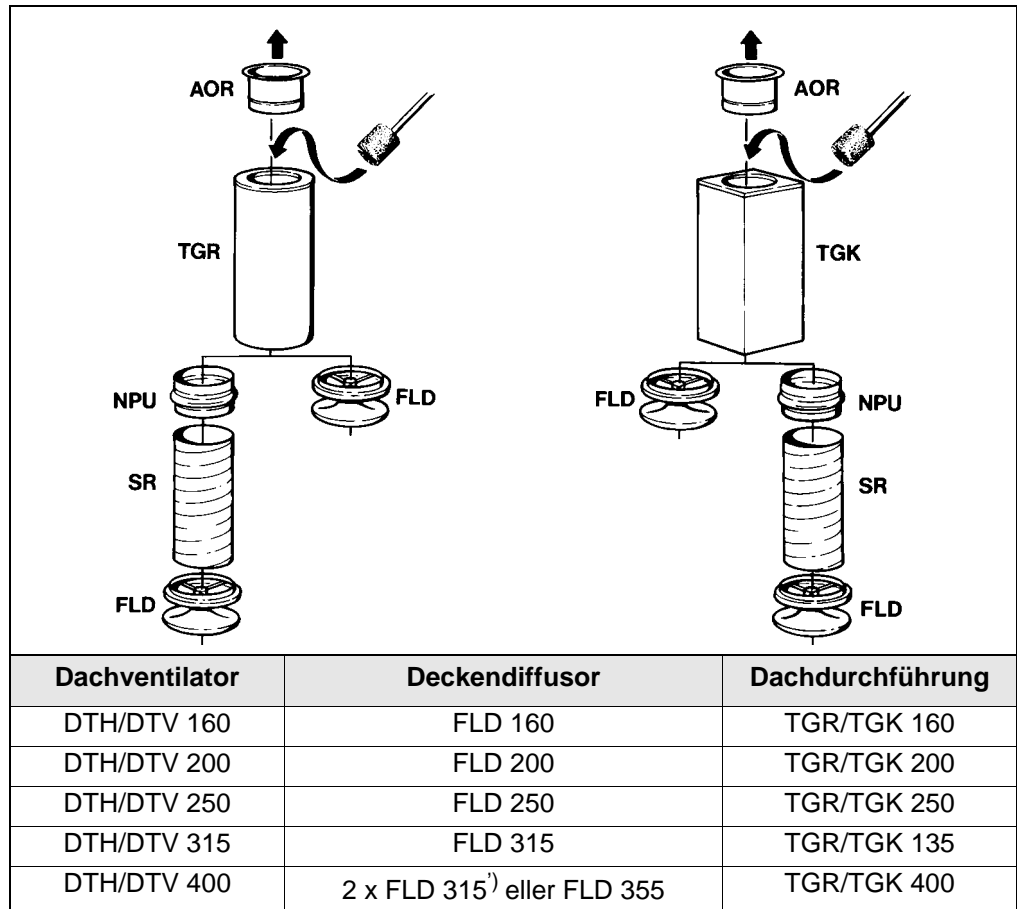 AOR
AOR
TGR
TGK
NPU
FLD
FLD
NPU
SR
SR
FLD
FLD
Dachventilator Deckendiffusor Dachdurchführung
DTH/DTV 160 FLD 160 TGR/TGK 160
DTH/DTV 200 FLD 200 TGR/TGK 200
DTH/DTV 250 FLD 250 TGR/TGK 250
DTH/DTV 315 FLD 315 TGR/TGK 135
DTH/DTV 400 2 x FLD 315’) eller FLD 355 TGR/TGK 400